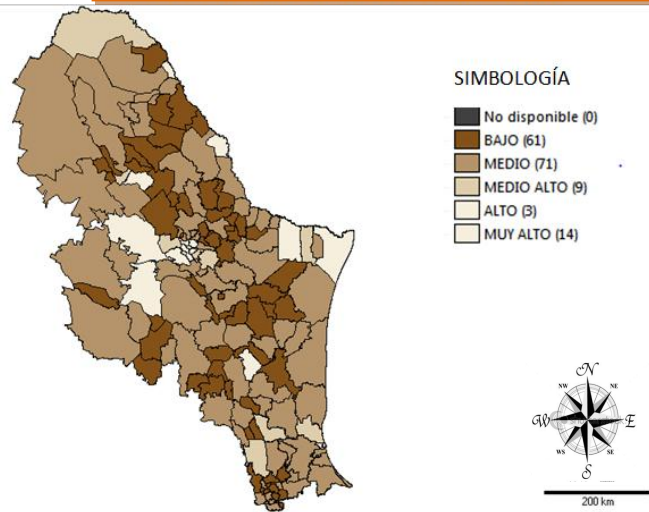 SIMBOLOGÍA
No disponible (0)
BAJO (61)
MEDIO (71)
MEDIO ALTO (9)
ALTO (3)
MUY ALTO (14)
N
NW NE
W E
WS SE
S
200 km